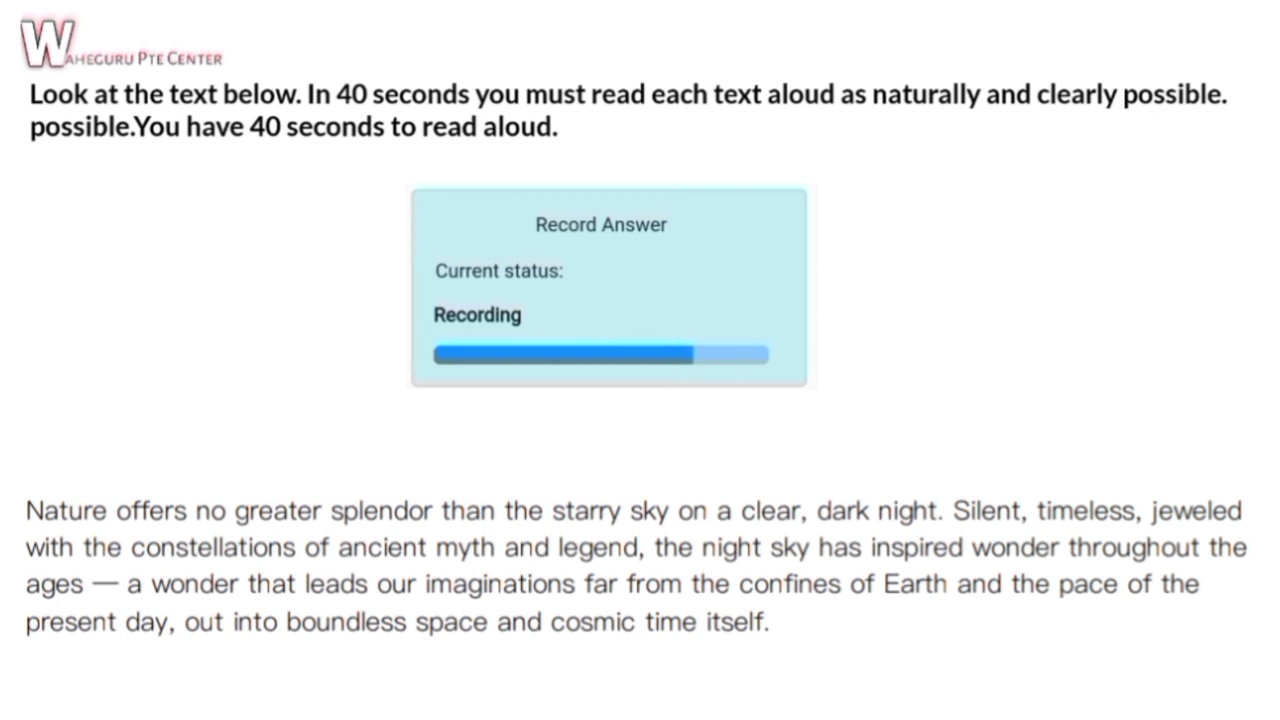 WAHEGURU PTE CENTER
Look at the text below. In 40 seconds you must read each text aloud as naturally and clearly possible.
possible.You have 40 seconds to read aloud.
Record Answer
Current status:
Recording
Nature offers no greater splendor than the starry sky on a clear, dark night. Silent, timeless, jeweled
with the constellations of ancient myth and legend, the night sky has inspired wonder throughout the
ages — a wonder that leads our imaginations far from the confines of Earth and the pace of the
present day, out into boundless space and cosmic time itself.